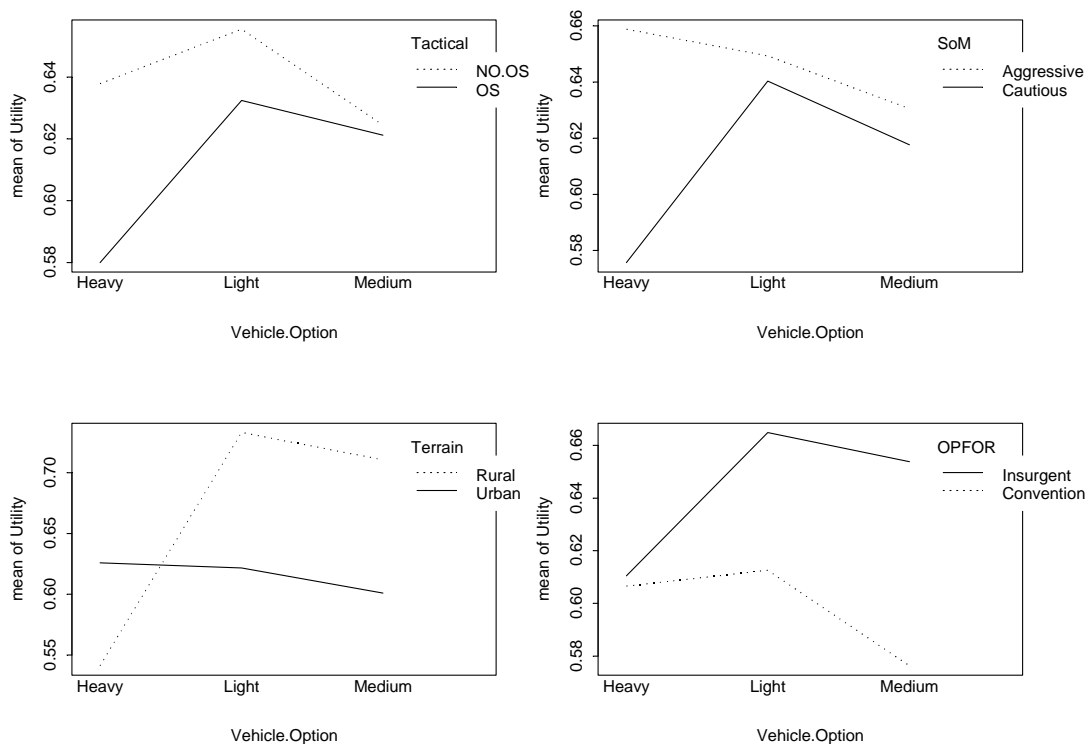 Tactical
NO.OS
OS
mean of Utility
0.58 0.60 0.62 0.64
Heavy Light Medium
Vehicle.Option
SoM
Aggressive
Cautious
mean of Utility
0.58 0.60 0.62 0.64 0.66
Heavy Light Medium
Vehicle.Option
Terrain
Rural
Urban
mean of Utility
0.55 0.60 0.65 0.70
Heavy Light Medium
Vehicle.Option
OPFOR
Insurgent
Convention
mean of Utility
0.58 0.60 0.62 0.64 0.66
Heavy Light Medium
Vehicle.Option